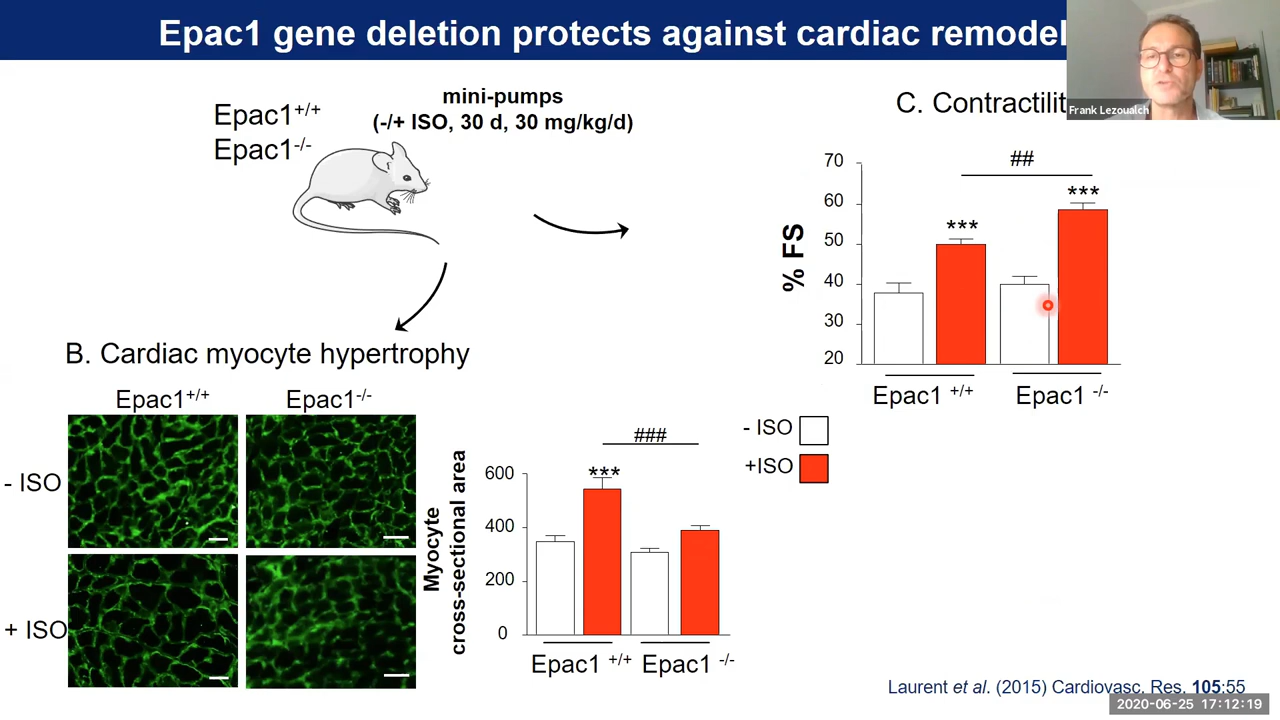 Epac1 gene deletion protects against cardiac remodel
Frank Lezoualch
Epac1+/+
Epac1-/-
mini-pumps
(-/+ ISO, 30 d, 30 mg/kg/d)
C. Contractilit
% FS
70
60
50
40
30
20
##
***
***
Epac1 +/+
Epac1 -/-
- ISO
+ISO
B. Cardiac myocyte hypertrophy
Epac1+/+
Epac1-/-
- ISO
+ ISO
Myocyte
cross-sectional area
600
400
200
0
###
***
Epac1 +/+
Epac1 -/-
Laurent et al. (2015) Cardiovasc. Res. 105:55
2020-06-25 17:12:19